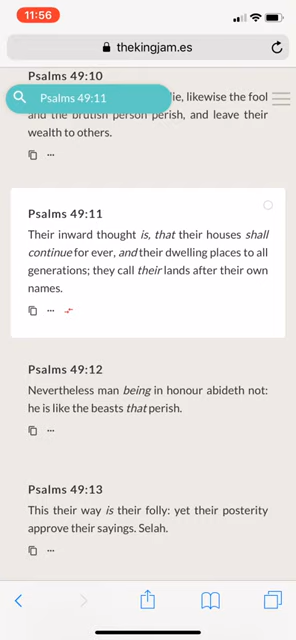 11:56
thekingjam.es
Psalms 49:10
Psalms 49:11
die, likewise the fool
and the brutish person perish, and leave their
wealth to others.
Psalms 49:11
Their inward thought is, that their houses shall
continue for ever, and their dwelling places to all
generations; they call their lands after their own
names.
Psalms 49:12
Nevertheless man being in honour abideth not:
he is like the beasts that perish.
Psalms 49:13
This their way is their folly: yet their posterity
approve their sayings. Selah.